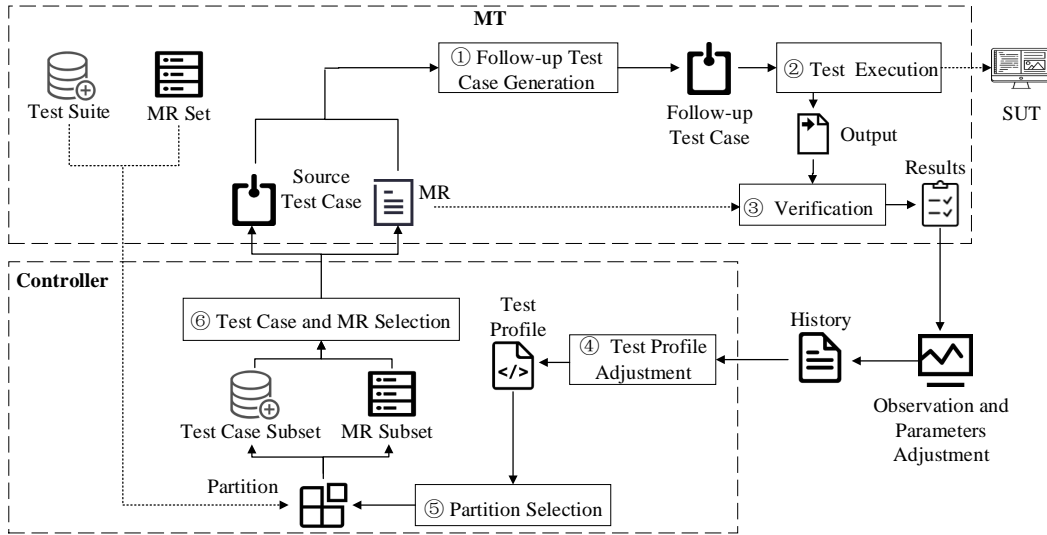 MT
① Follow-up Test
Case Generation
② Test Execution
Test Suite
MR Set
Follow-up
Test Case
SUT
Output
Source
Test Case
MR
Results
③ Verification
Controller
⑥ Test Case and MR Selection
Test
Profile
④ Test Profile
Adjustment
History
</>
Test Case Subset
MR Subset
Observation and
Parameters
Adjustment
Partition
⑤ Partition Selection